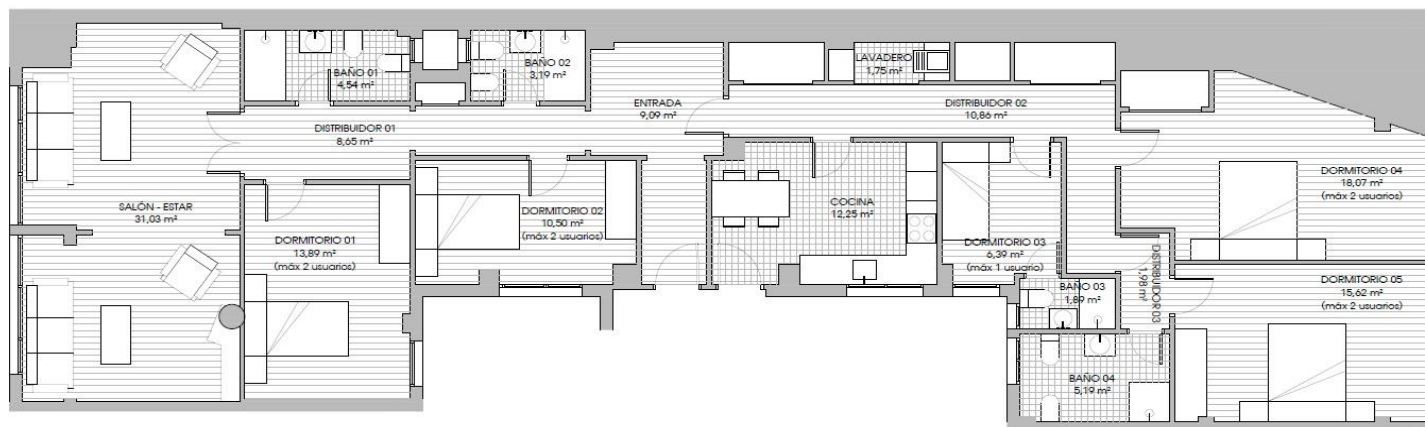 BAÑO 01
4,54 m²
BAÑO 02
3,19 m²
LAVADERO
1,75 m²
ENTRADA
9,09 m²
DISTRIBUIDOR 02
10,86 m²
DISTRIBUIDOR 01
8,65 m²
DORMITORIO 04
18,07 m²
(máx 2 usuarios)
SALÓN - ESTAR
31,03 m²
DORMITORIO 02
10,50 m²
(máx 2 usuarios)
COCINA
12,25 m²
DORMITORIO 01
13,89 m²
(máx 2 usuarios)
DORMITORIO 03
6,39 m²
(máx 1 usuario)
DISTRIBUIDOR 03
1,98 m²
BAÑO 03
1,89 m²
DORMITORIO 05
15,62 m²
(máx 2 usuarios)
BAÑO 04
5,19 m²